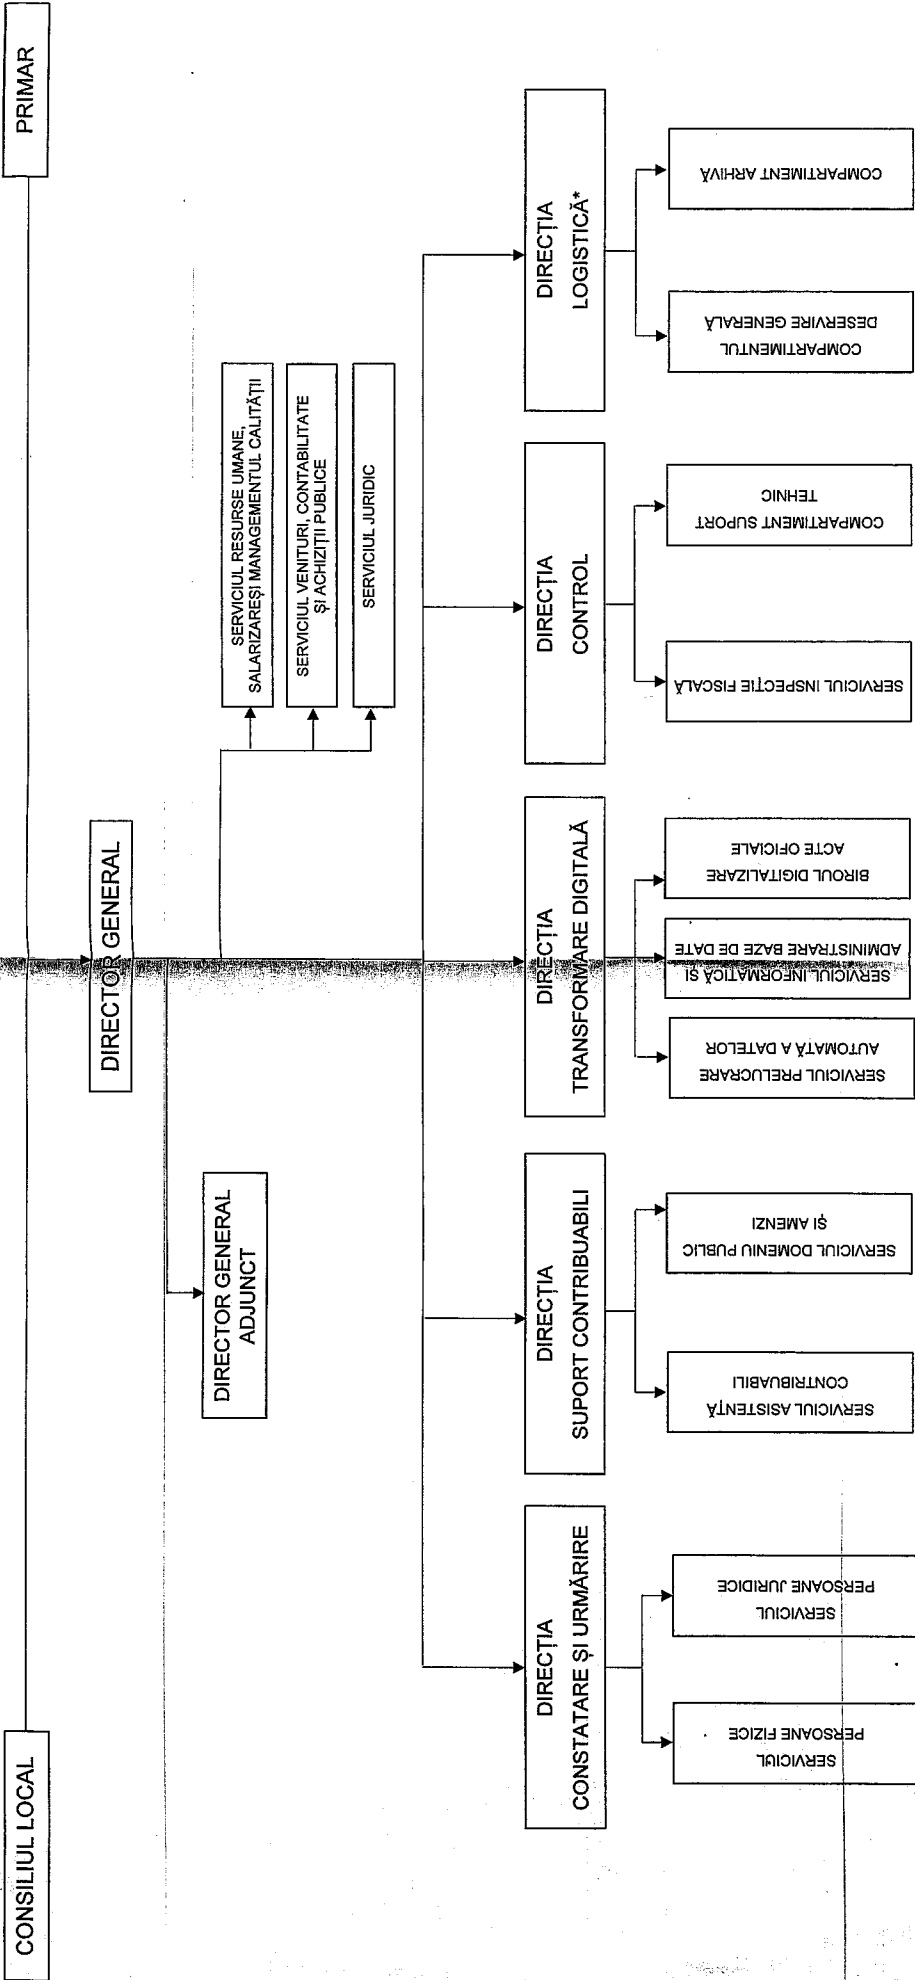 CONSILIUL LOCAL
PRIMAR
DIRECTOR GENERAL
DIRECTOR GENERAL
ADJUNCT
SERVICIUL RESURSE UMANE,
SALARIZAREȘI MANAGEMENTUL CALITĂȚII
SERVICIUL VENITURI, CONTABILITATE
ȘI ACHIZIȚII PUBLICE
SERVICIUL JURIDIC
DIRECȚIA
CONSTATARE ȘI URMĂRIRE
DIRECȚIA
SUPORT CONTRIBUABILI
DIRECȚIA
TRANSFORMARE DIGITALĂ
DIRECȚIA
CONTROL
DIRECȚIA
LOGISTICĂ*
SERVICIUL
PERSOANE FIZICE
SERVICIUL
PERSOANE JURIDICE
SERVICIUL ASISTENȚĂ
CONTRIBUABILI
SERVICIUL DOMENIU PUBLIC
ȘI AMENZI
SERVICIUL PRELUCRARE
AUTOMATĂ A DATELOR
SERVICIUL INFORMATICĂ SI
ADMINISTRARE BAZE DE DATE
BIROUL DIGITALIZARE
ACTE OFICIALE
SERVICIUL INSPECȚIE FISCALĂ
COMPARTIMENT SUPORT
TEHNIC
COMPARTIMENTUL
DESERVIRE GENERALĂ
COMPARTIMENT ARHIVĂ